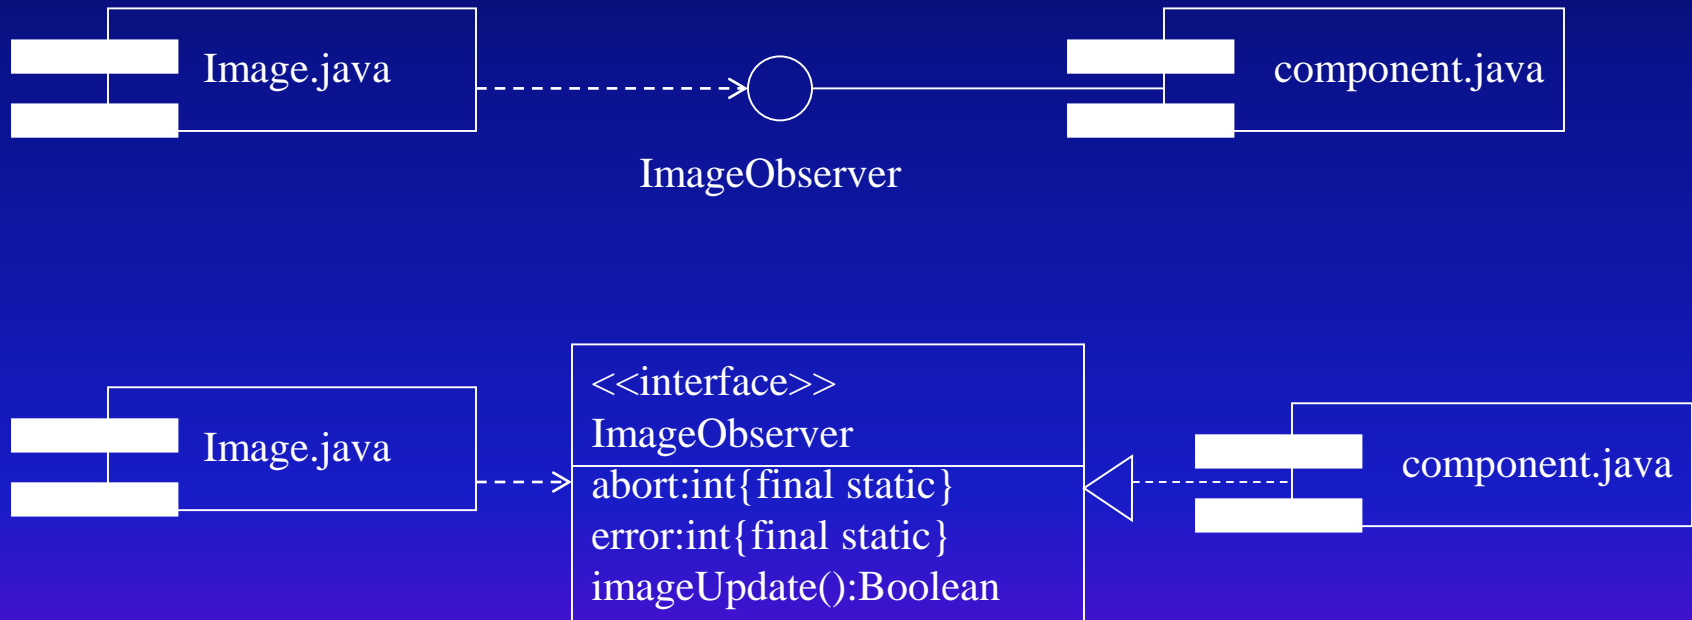 Image.java
component.java
ImageObserver
<<interface>>
ImageObserver
Image.java
component.java
abort:int{final static}
error:int{final static}
imageUpdate():Boolean